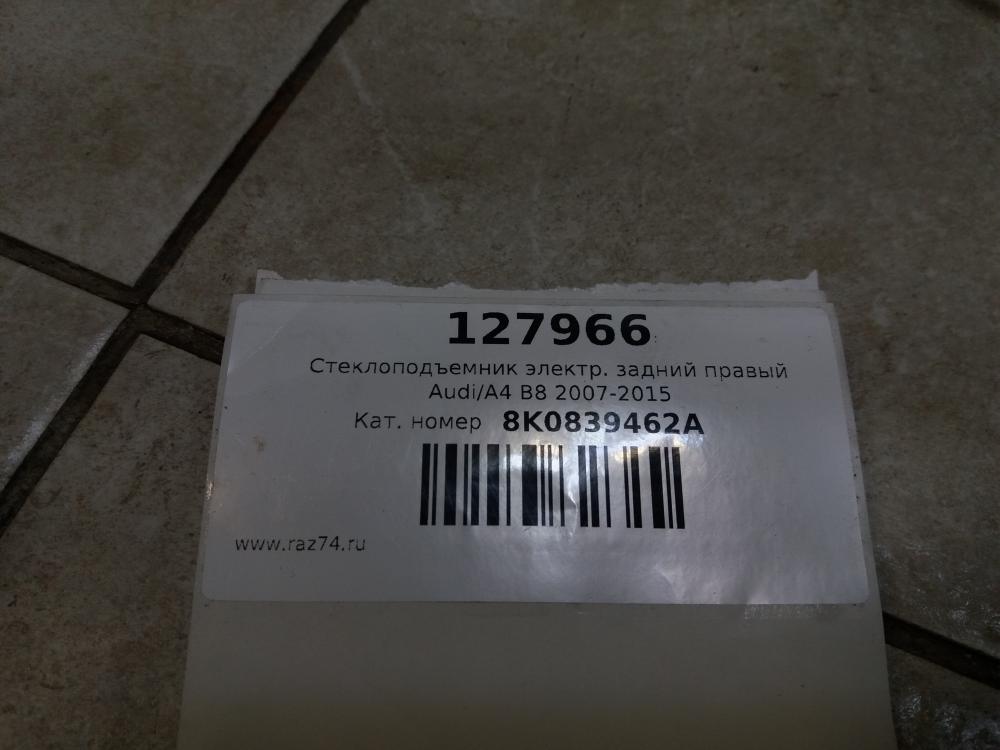 127966
Стеклоподъемник электр. задний правый
Audi/A4 B8 2007-2015
Кат. номер 8K0839462A
www.raz74.ru